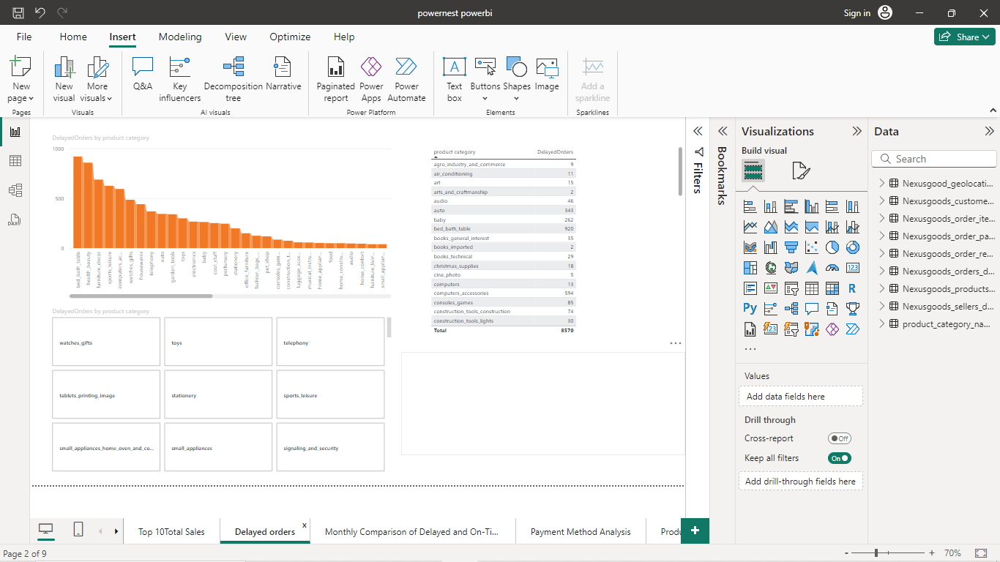 powernest powerbi
Sign in
File Home Insert Modeling View Optimize Help
Share
New page
New visual
More visuals
Q&A
Key influencers
Decomposition tree
Narrative
Paginated report
Power Apps
Power Automate
Text box
Buttons
Shapes
Image
Add a sparkline
Pages
Visuals
AI visuals
Power Platform
Elements
Sparklines
DelayedOrders by product category
1000
500
0
bed_bath_table
health_beauty
furniture_decor
sports_leisure
computers_ac...
watches_gifts
housewares
telephony
auto
garden_tools
toys
electronics
baby
cool_stuff
perfumery
stationery
office_furniture
fashion_bags_...
pet_shop
consoles_gam...
construction_t...
luggage_acce...
musical_instru...
home_applian...
food
home_constru...
audio
home_confort
furniture_livin...
small_applian...
DelayedOrders by product category
watches_gifts
toys
telephony
tablets_printing_image
stationery
sports_leisure
small_appliances_home_oven_and_co...
small_appliances
signaling_and_security
product category DelayedOrders
agro_industry_and_commerce 9
air_conditioning 11
art 15
arts_and_craftmanship 2
audio 46
auto 343
baby 262
bed_bath_table 920
books_general_interest 35
books_imported 2
books_technical 29
christmas_supplies 18
cine_photo 5
computers 13
computers_accessories 594
consoles_games 85
construction_tools_construction 74
construction_tools_lights 30
Total 8570
Filters
Bookmarks
Visualizations
Build visual
123
R
Py
123
Values
Add data fields here
Drill through
Cross-report Off
Keep all filters On
Add drill-through fields here
Data
Search
Nexusgood_geolocati...
Nexusgoods_custome...
Nexusgoods_order_ite...
Nexusgoods_order_pa...
Nexusgoods_order_re...
Nexusgoods_orders_d...
Nexusgoods_products...
Nexusgoods_sellers_d...
product_category_na...
DAX
Top 10Total Sales
Delayed orders x
Monthly Comparison of Delayed and On-Ti...
Payment Method Analysis
Produ
+
Page 2 of 9
- + 70%